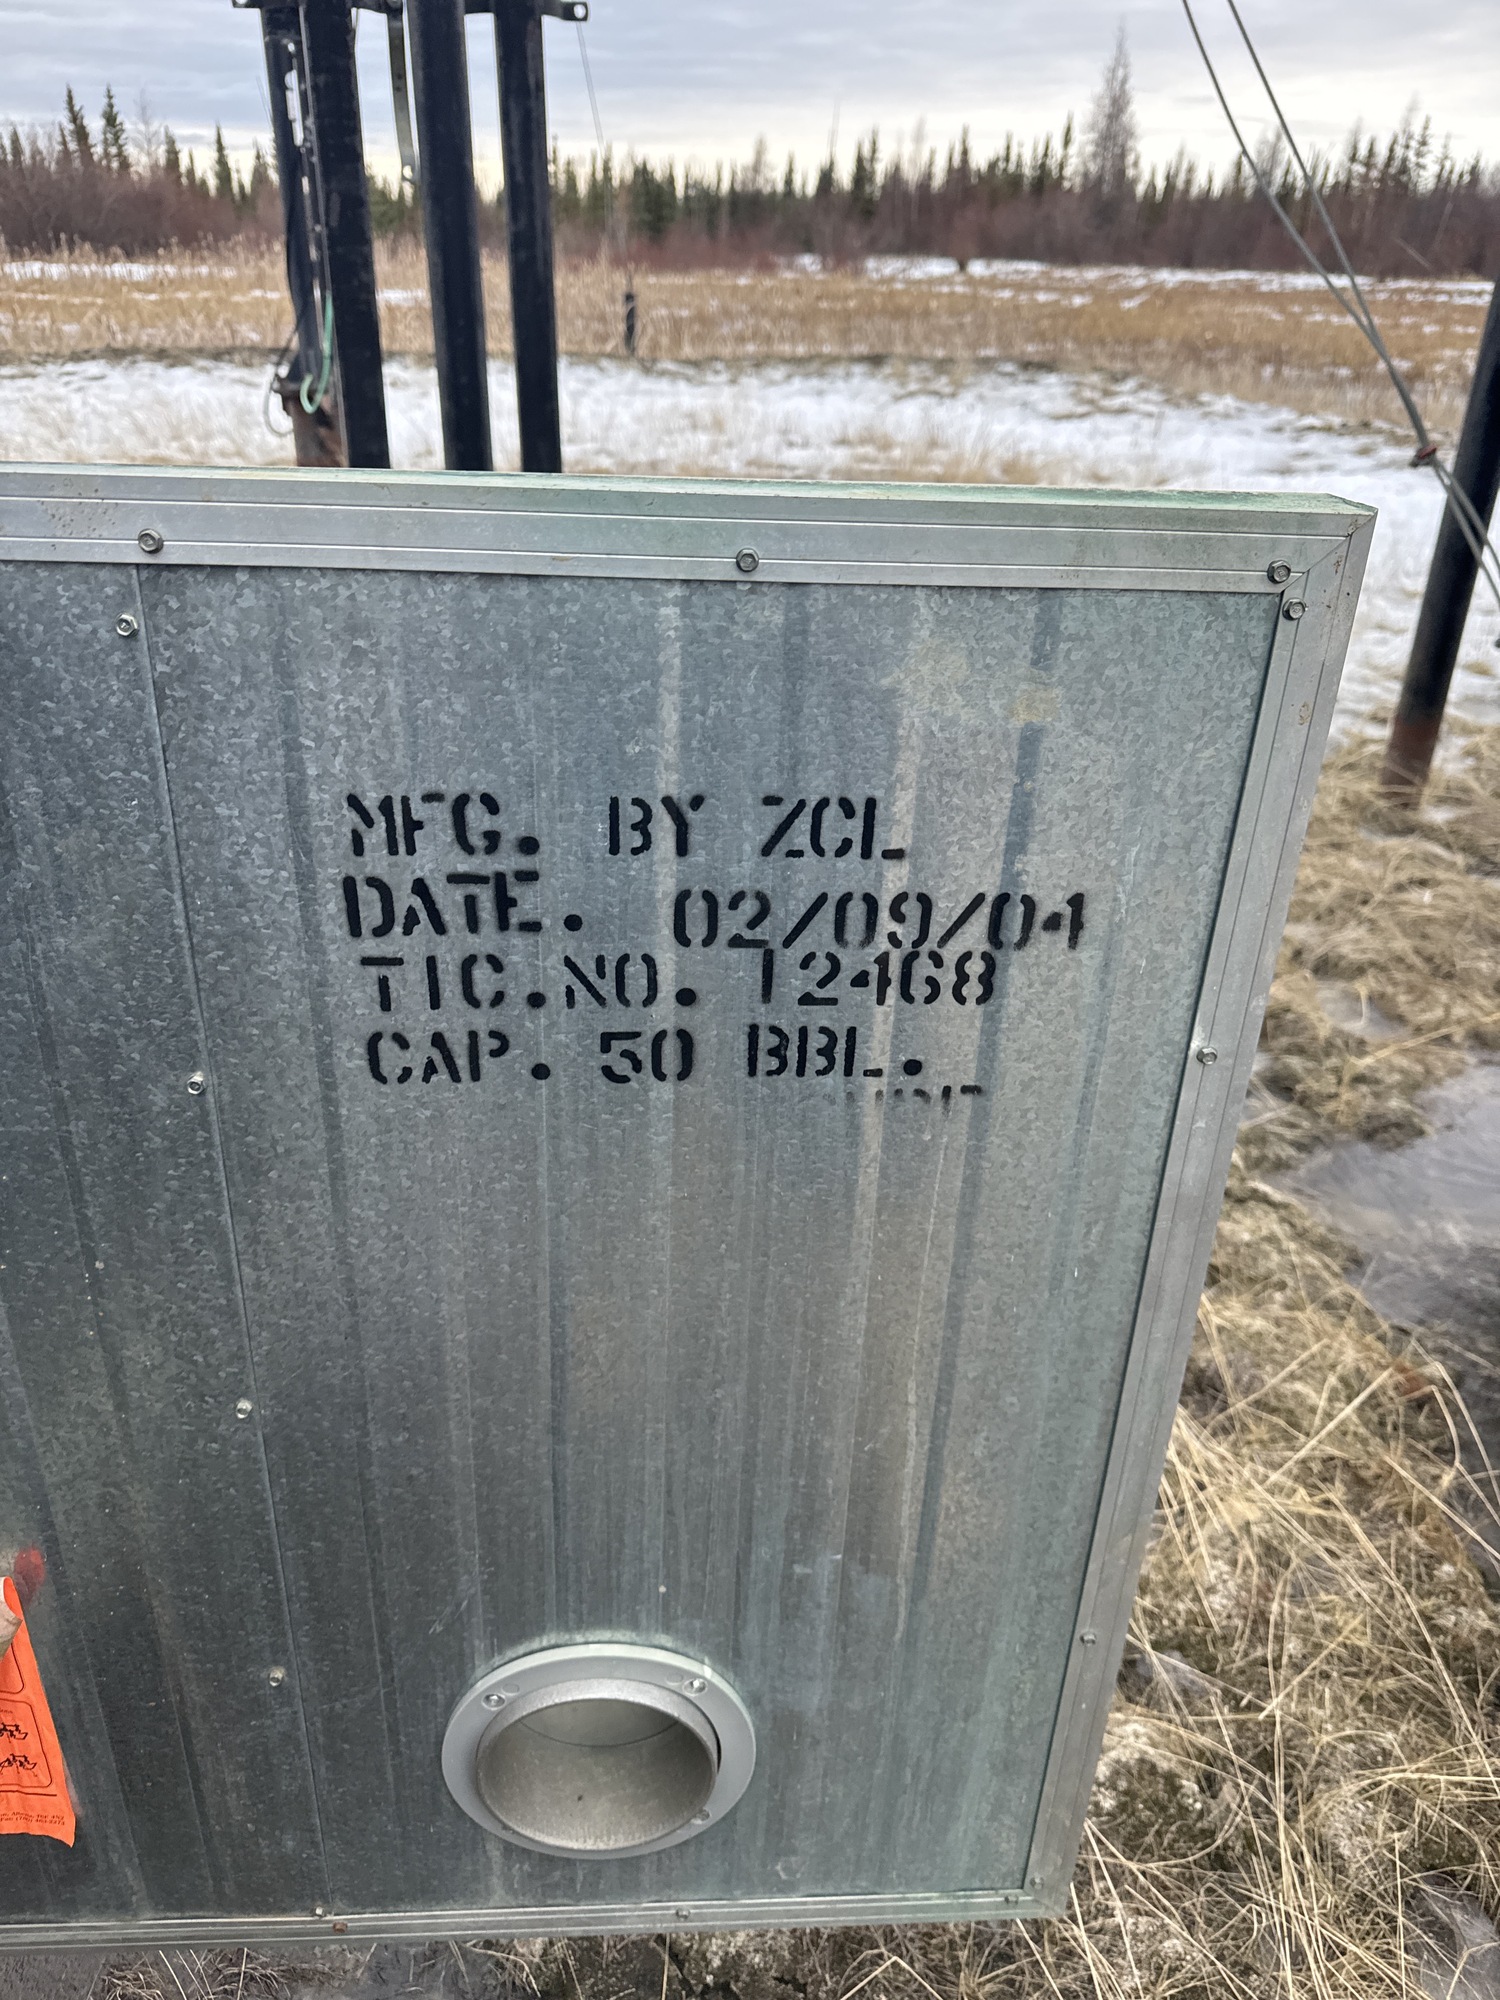 MFG. BY ZCL
DATE. 02/09/04
TIC.NO. 12468
CAP. 50 BBL.